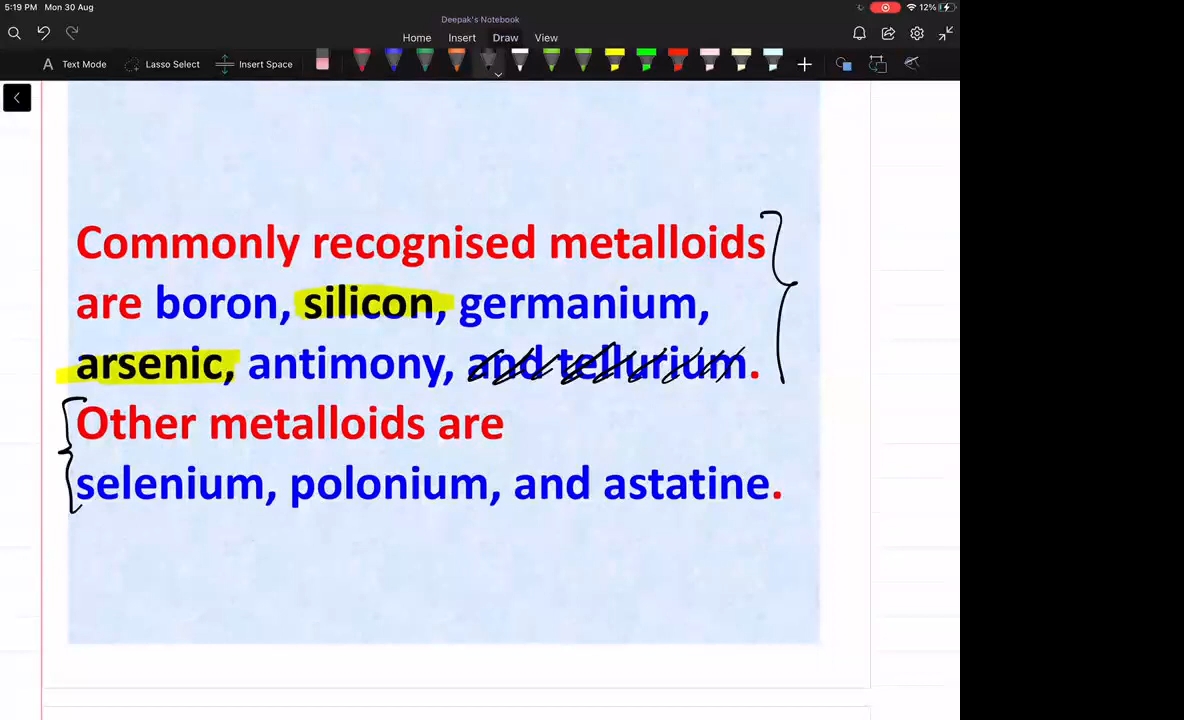 5:19 PM Mon 30 Aug
12%
Deepak's Notebook
Home Insert Draw View
A Text Mode Lasso Select Insert Space
Commonly recognised metalloids
are boron, silicon, germanium,
arsenic, antimony, and tellurium.
Other metalloids are
selenium, polonium, and astatine.